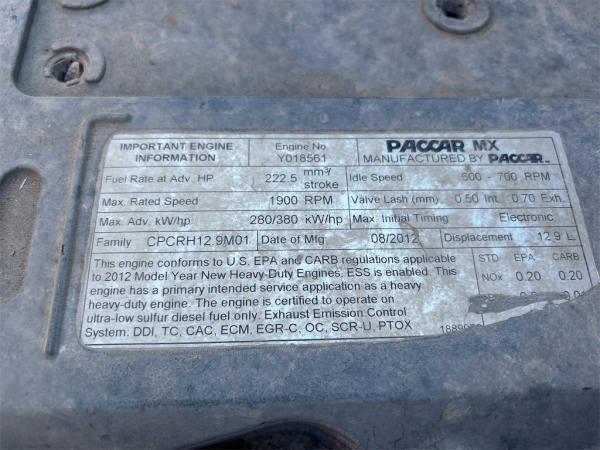 IMPORTANT ENGINE INFORMATION
Engine No.
Y018561
PACCAR MX
MANUFACTURED BY PACCAR INC
Fuel Rate at Adv. HP 222.5 mm³/stroke Idle Speed 600 - 700 RPM
Max. Rated Speed 1900 RPM Valve Lash (mm) 0.50 Int. 0.70 Exh.
Max. Adv. kW/hp 280/380 kW/hp Max. Initial Timing Electronic
Family CPCRH12.9M01 Date of Mfg. 08/2012 Displacement 12.9 L
This engine conforms to U.S. EPA and CARB regulations applicable
to 2012 Model Year New Heavy-Duty Engines. ESS is enabled. This
engine has a primary intended service application as a heavy
heavy-duty engine. The engine is certified to operate on
ultra-low sulfur diesel fuel only. Exhaust Emission Control
System: DDI, TC, CAC, ECM, EGR-C, OC, SCR-U, PTOX
STD EPA CARB
NOx 0.20 0.20